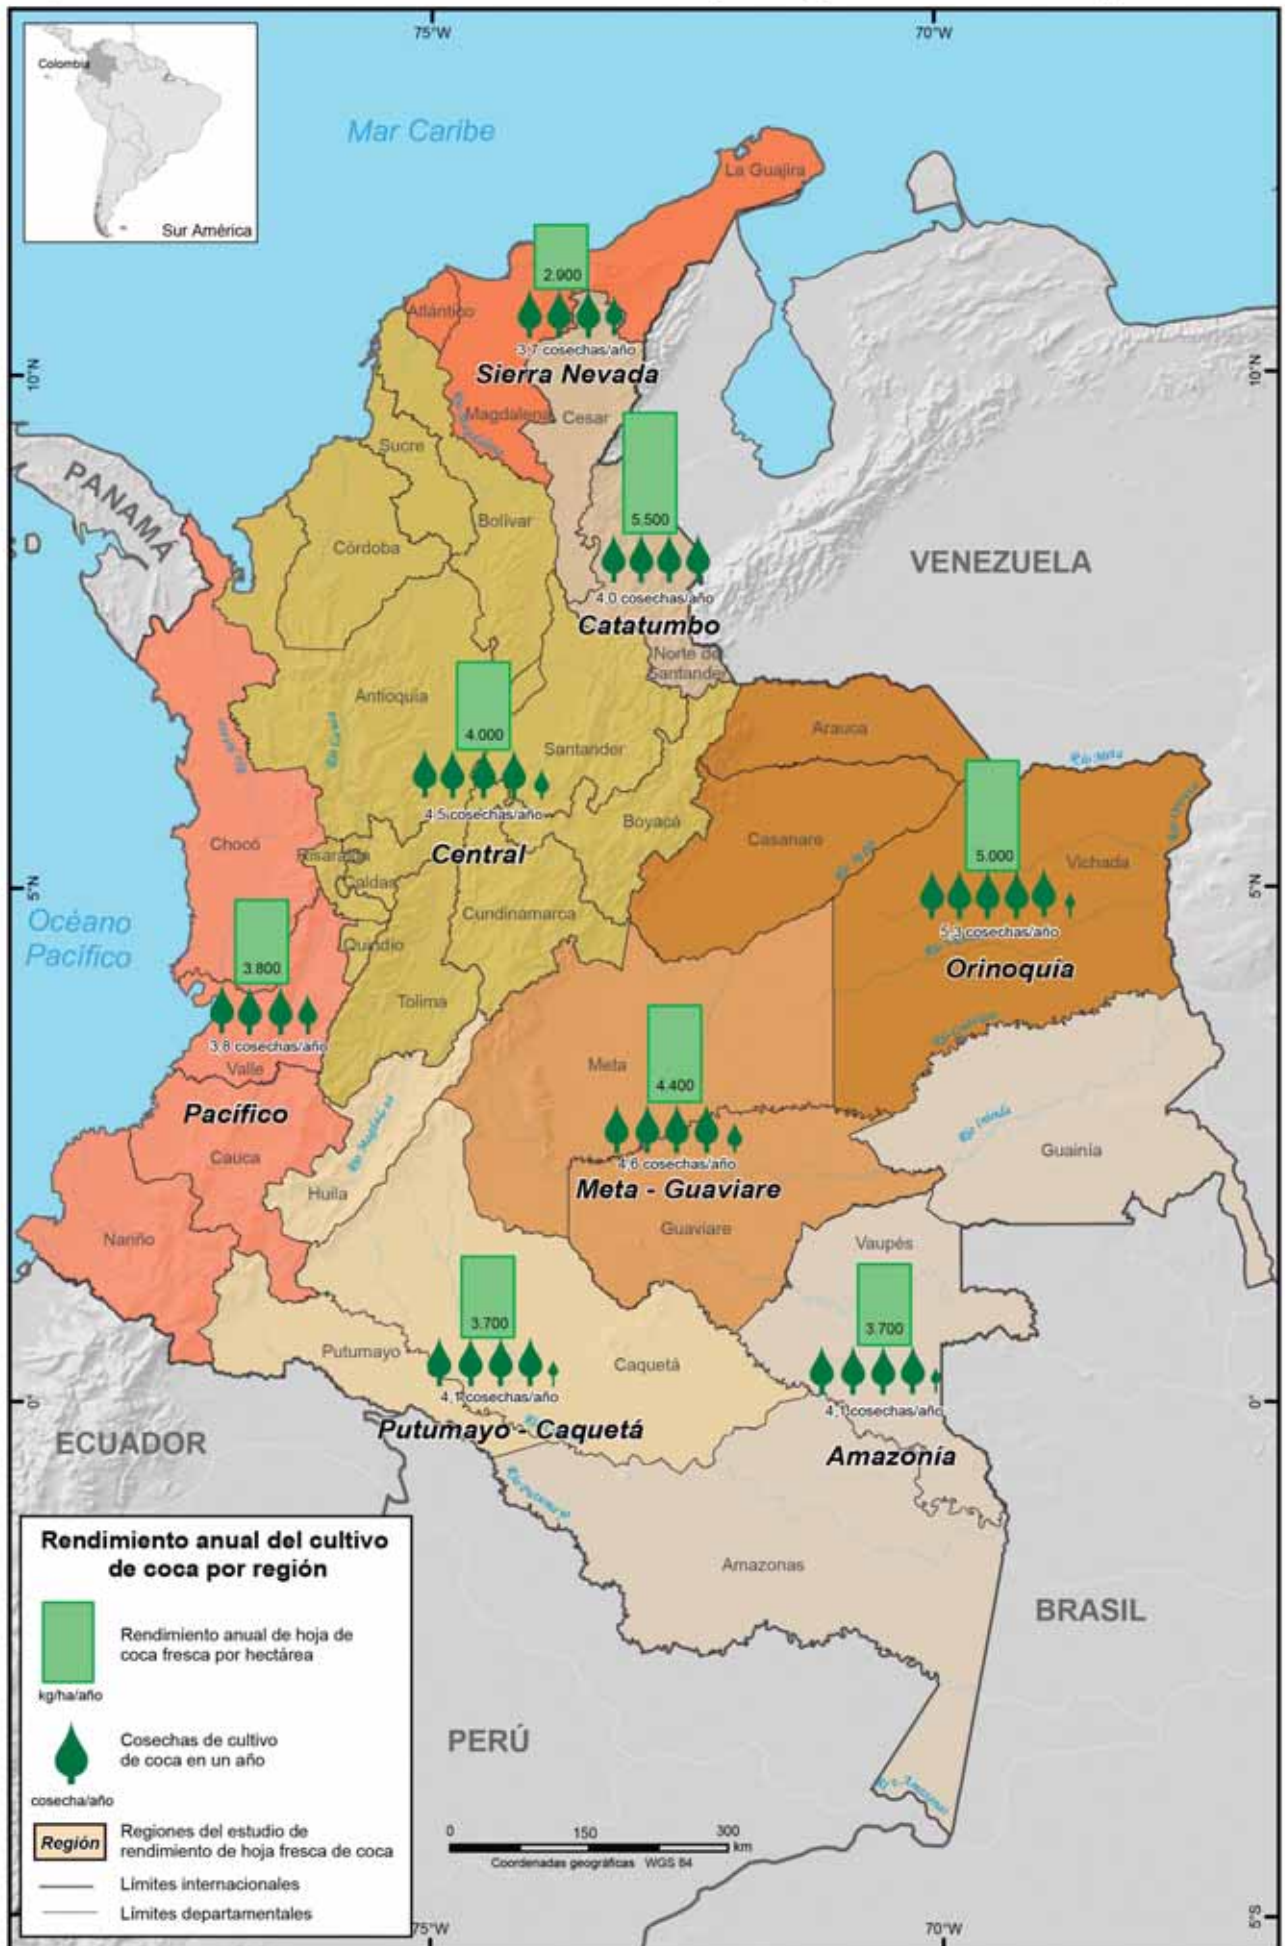 75°W
70°W
Colombia
Sur América
Mar Caribe
La Guajira
2.900
Atlántico
3,7 cosechas/año
Sierra Nevada
10°N
10°N
Magdalena
Cesar
Sucre
PANAMÁ
Bolívar
5.500
D
Córdoba
VENEZUELA
4,0 cosechas/año
Catatumbo
Norte de
Santander
Antioquia
4.000
Santander
Arauca
Río Meta
4,5 cosechas/año
Boyacá
Chocó
Central
Casanare
5.000
Vichada
Risaralda
Caldas
5°N
5°N
Océano
Pacífico
Cundinamarca
Quindío
5,3 cosechas/año
Orinoquia
3.800
Tolima
3,8 cosechas/año
Valle
Meta
4.400
Pacífico
Cauca
4,6 cosechas/año
Guainía
Huila
Meta - Guaviare
Nariño
Guaviare
Vaupés
3.700
3.700
Putumayo
Caquetá
4,1 cosechas/año
4,1 cosechas/año
0°
0°
Putumayo - Caquetá
ECUADOR
Amazonía
Río Putumayo
Amazonas
BRASIL
PERÚ
Río Amazonas
Rendimiento anual del cultivo
de coca por región
Rendimiento anual de hoja de
coca fresca por hectárea
kg/ha/año
Cosechas de cultivo
de coca en un año
cosecha/año
Región
Regiones del estudio de
rendimiento de hoja fresca de coca
Límites internacionales
Límites departamentales
0 150 300
km
Coordenadas geográficas WGS 84
75°W
70°W
5°S